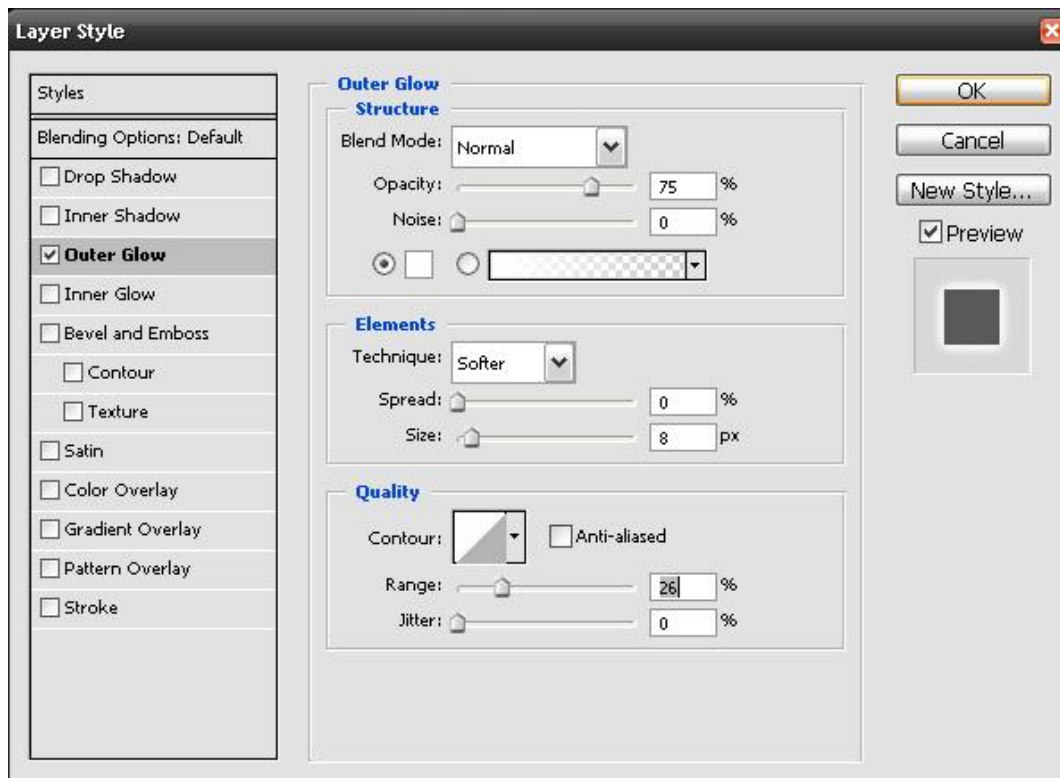 Layer Style
Styles
Blending Options: Default
Drop Shadow
Inner Shadow
Outer Glow
Inner Glow
Bevel and Emboss
Contour
Texture
Satin
Color Overlay
Gradient Overlay
Pattern Overlay
Stroke
Outer Glow
Structure
Blend Mode: Normal
Opacity: 75 %
Noise: 0 %
Elements
Technique: Softer
Spread: 0 %
Size: 8 px
Quality
Contour: Anti-aliased
Range: 26 %
Jitter: 0 %
OK
Cancel
New Style...
Preview